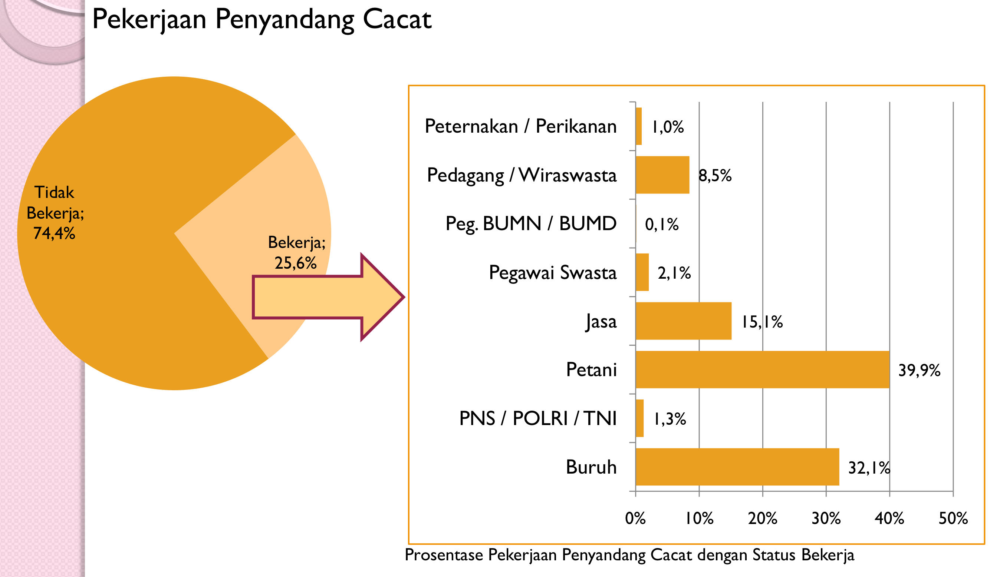 Pekerjaan Penyandang Cacat
Tidak
Bekerja;
74,4%
Bekerja;
25,6%
Peternakan / Perikanan 1,0%
Pedagang / Wiraswasta 8,5%
Peg. BUMN / BUMD 0,1%
Pegawai Swasta 2,1%
Jasa 15,1%
Petani 39,9%
PNS / POLRI / TNI 1,3%
Buruh 32,1%
0% 10% 20% 30% 40% 50%
Prosentase Pekerjaan Penyandang Cacat dengan Status Bekerja